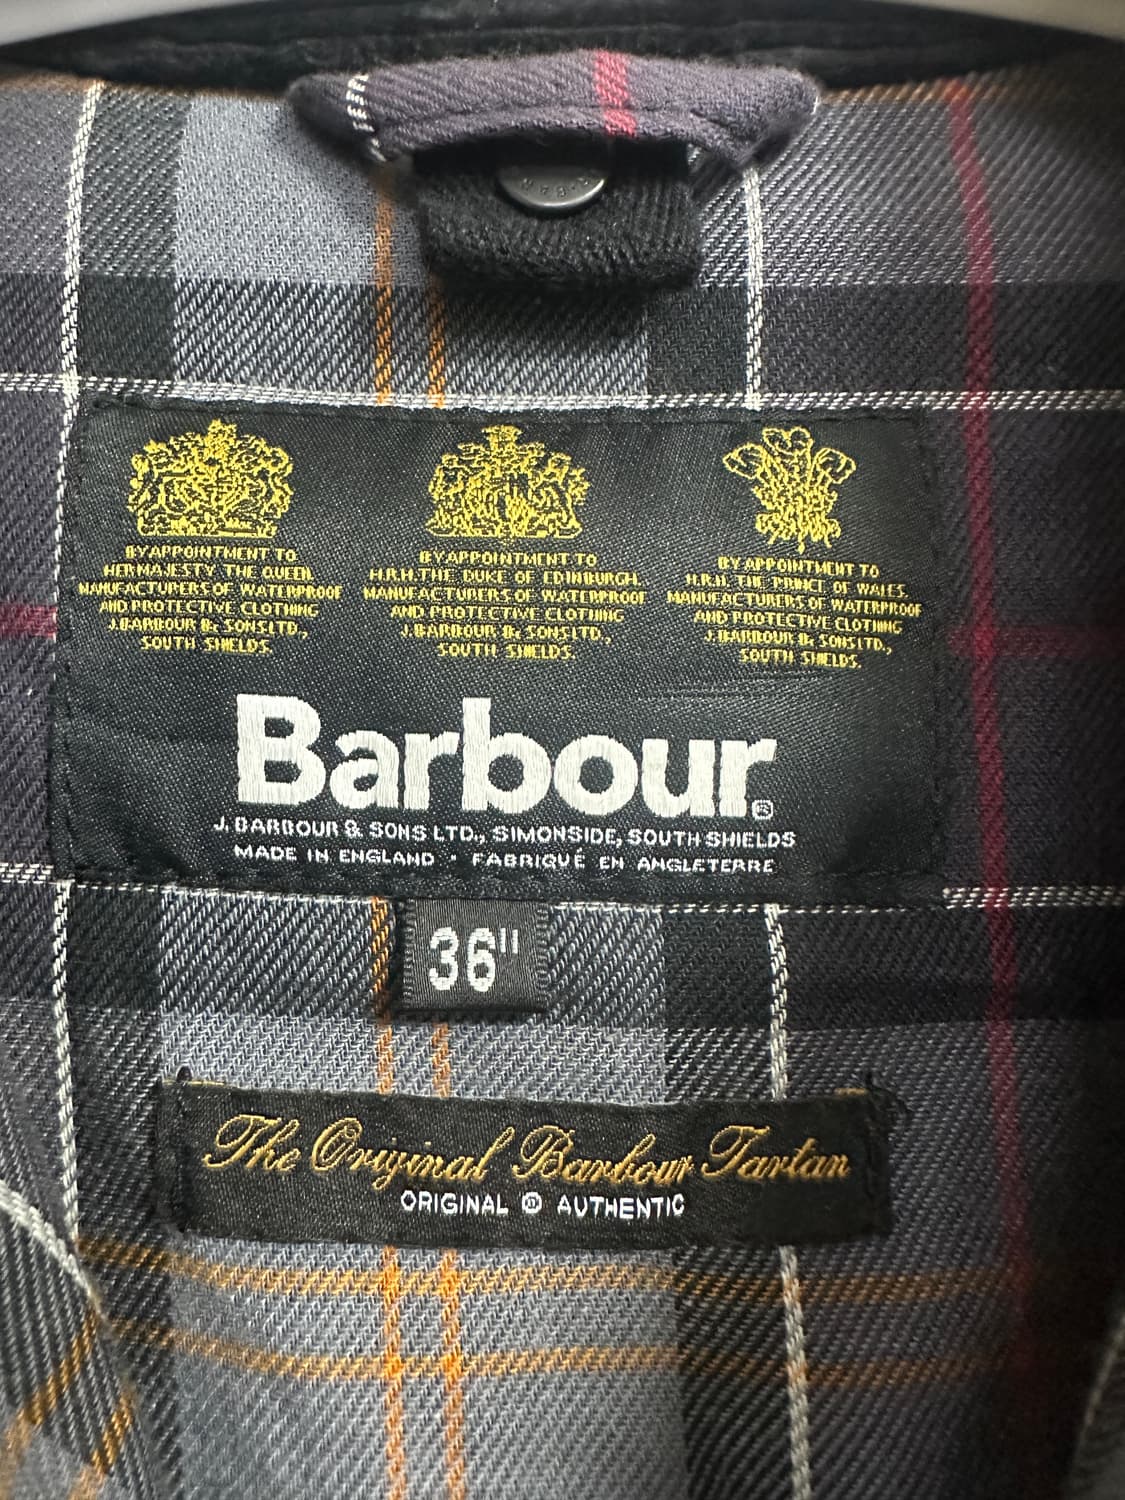 BY APPOINTMENT TO
HER MAJESTY THE QUEEN
MANUFACTURERS OF WATERPROOF
AND PROTECTIVE CLOTHING
J. BARBOUR & SONS LTD.,
SOUTH SHIELDS.
BY APPOINTMENT TO
H.R.H. THE DUKE OF EDINBURGH.
MANUFACTURERS OF WATERPROOF
AND PROTECTIVE CLOTHING
J. BARBOUR & SONS LTD.,
SOUTH SHIELDS.
BY APPOINTMENT TO
H.R.H. THE PRINCE OF WALES
MANUFACTURERS OF WATERPROOF
AND PROTECTIVE CLOTHING
J. BARBOUR & SONS LTD.,
SOUTH SHIELDS.
Barbour®
J. BARBOUR & SONS LTD., SIMONSIDE, SOUTH SHIELDS
MADE IN ENGLAND · FABRIQUÉ EN ANGLETERRE
36"
The Original Barbour Tartan
ORIGINAL ® AUTHENTIC